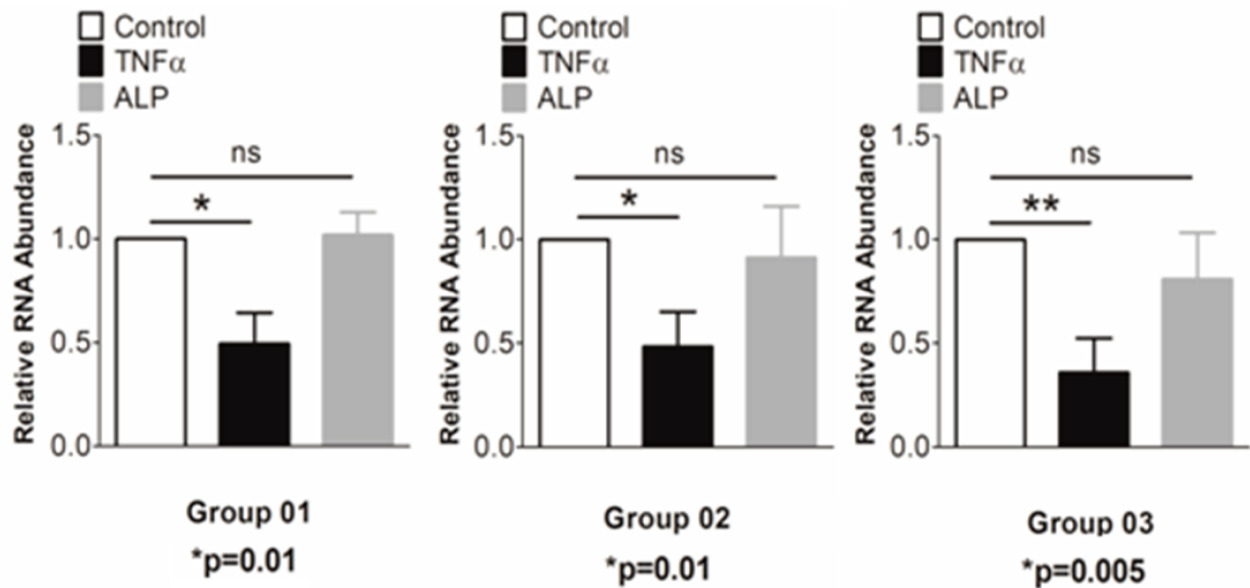 Control
TNFα
ALP
Relative RNA Abundance
1.5
1.0
0.5
0.0
ns
*
Group 01
*p=0.01
Control
TNFα
ALP
Relative RNA Abundance
1.5
1.0
0.5
0.0
ns
*
Group 02
*p=0.01
Control
TNFα
ALP
Relative RNA Abundance
1.5
1.0
0.5
0.0
ns
**
Group 03
*p=0.005